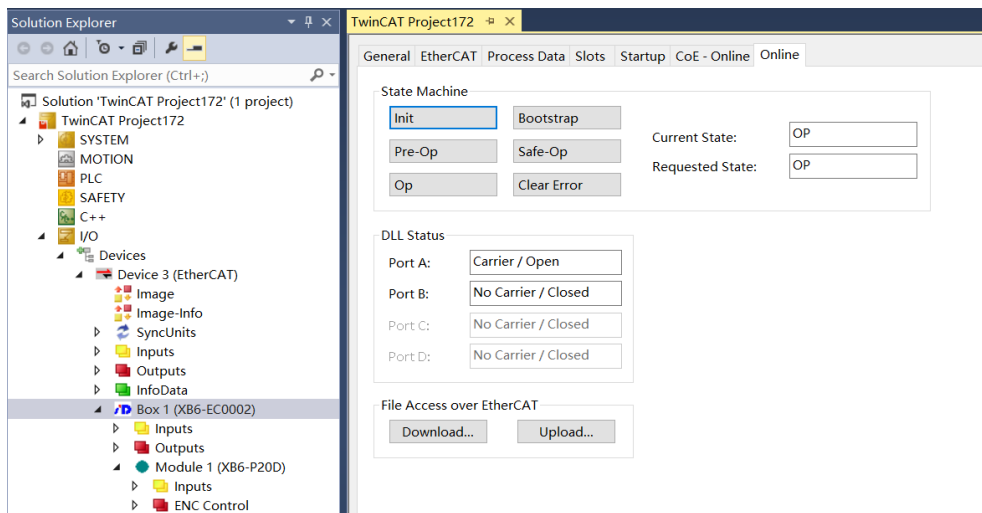 Solution Explorer
Search Solution Explorer (Ctrl+;)
Solution 'TwinCAT Project172' (1 project)
TwinCAT Project172
SYSTEM
MOTION
PLC
SAFETY
C++
I/O
Devices
Device 3 (EtherCAT)
Image
Image-Info
SyncUnits
Inputs
Outputs
InfoData
Box 1 (XB6-EC0002)
Inputs
Outputs
Module 1 (XB6-P20D)
Inputs
ENC Control
TwinCAT Project172
General EtherCAT Process Data Slots Startup CoE - Online Online
State Machine
Init Bootstrap
Pre-Op Safe-Op
Op Clear Error
Current State: OP
Requested State: OP
DLL Status
Port A: Carrier / Open
Port B: No Carrier / Closed
Port C: No Carrier / Closed
Port D: No Carrier / Closed
File Access over EtherCAT
Download... Upload...